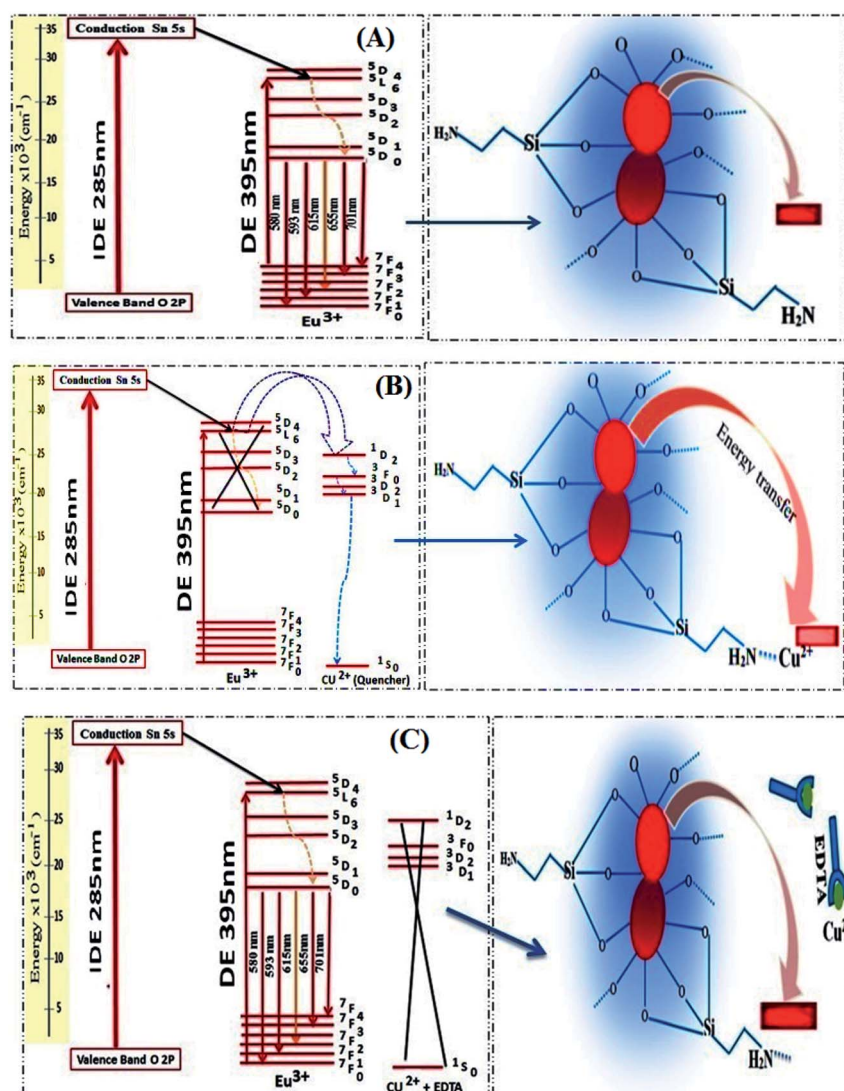 (A)
35
30
25
20
15
10
5
Energy x10³ (cm⁻¹)
Conduction Sn 5s
IDE 285nm
Valence Band O 2P
DE 395nm
⁵D₄
⁵L₆
⁵D₃
⁵D₂
⁵D₁
⁵D₀
580 nm
593 nm
615nm
655nm
701nm
⁷F₄
⁷F₃
⁷F₂
⁷F₁
⁷F₀
Eu³⁺
O
O
O
O
O
O
O
O
O
O
O
O
H₂N
Si
Si
H₂N
(B)
35
30
25
20
15
10
5
Conduction Sn 5s
IDE 285nm
Valence Band O 2P
DE 395nm
⁵D₄
⁵L₆
⁵D₃
⁵D₂
⁵D₁
⁵D₀
⁷F₄
⁷F₃
⁷F₂
⁷F₁
⁷F₀
Eu³⁺
¹D₂
³F₀
³D₂
³D₁
¹S₀
CU²⁺ (Quencher)
O
O
O
O
O
O
O
O
O
O
O
O
H₂N
Si
Si
H₂N
Cu²⁺
Energy transfer
(C)
35
30
25
20
15
10
5
Energy x10³ (cm⁻¹)
Conduction Sn 5s
IDE 285nm
Valence Band O 2P
DE 395nm
⁵D₄
⁵L₆
⁵D₃
⁵D₂
⁵D₁
⁵D₀
580 nm
593 nm
615nm
655nm
701nm
⁷F₄
⁷F₃
⁷F₂
⁷F₁
⁷F₀
Eu³⁺
¹D₂
³F₀
³D₂
³D₁
¹S₀
CU²⁺ + EDTA
O
O
O
O
O
O
O
O
O
O
O
O
H₂N
Si
Si
H₂N
EDTA
Cu²